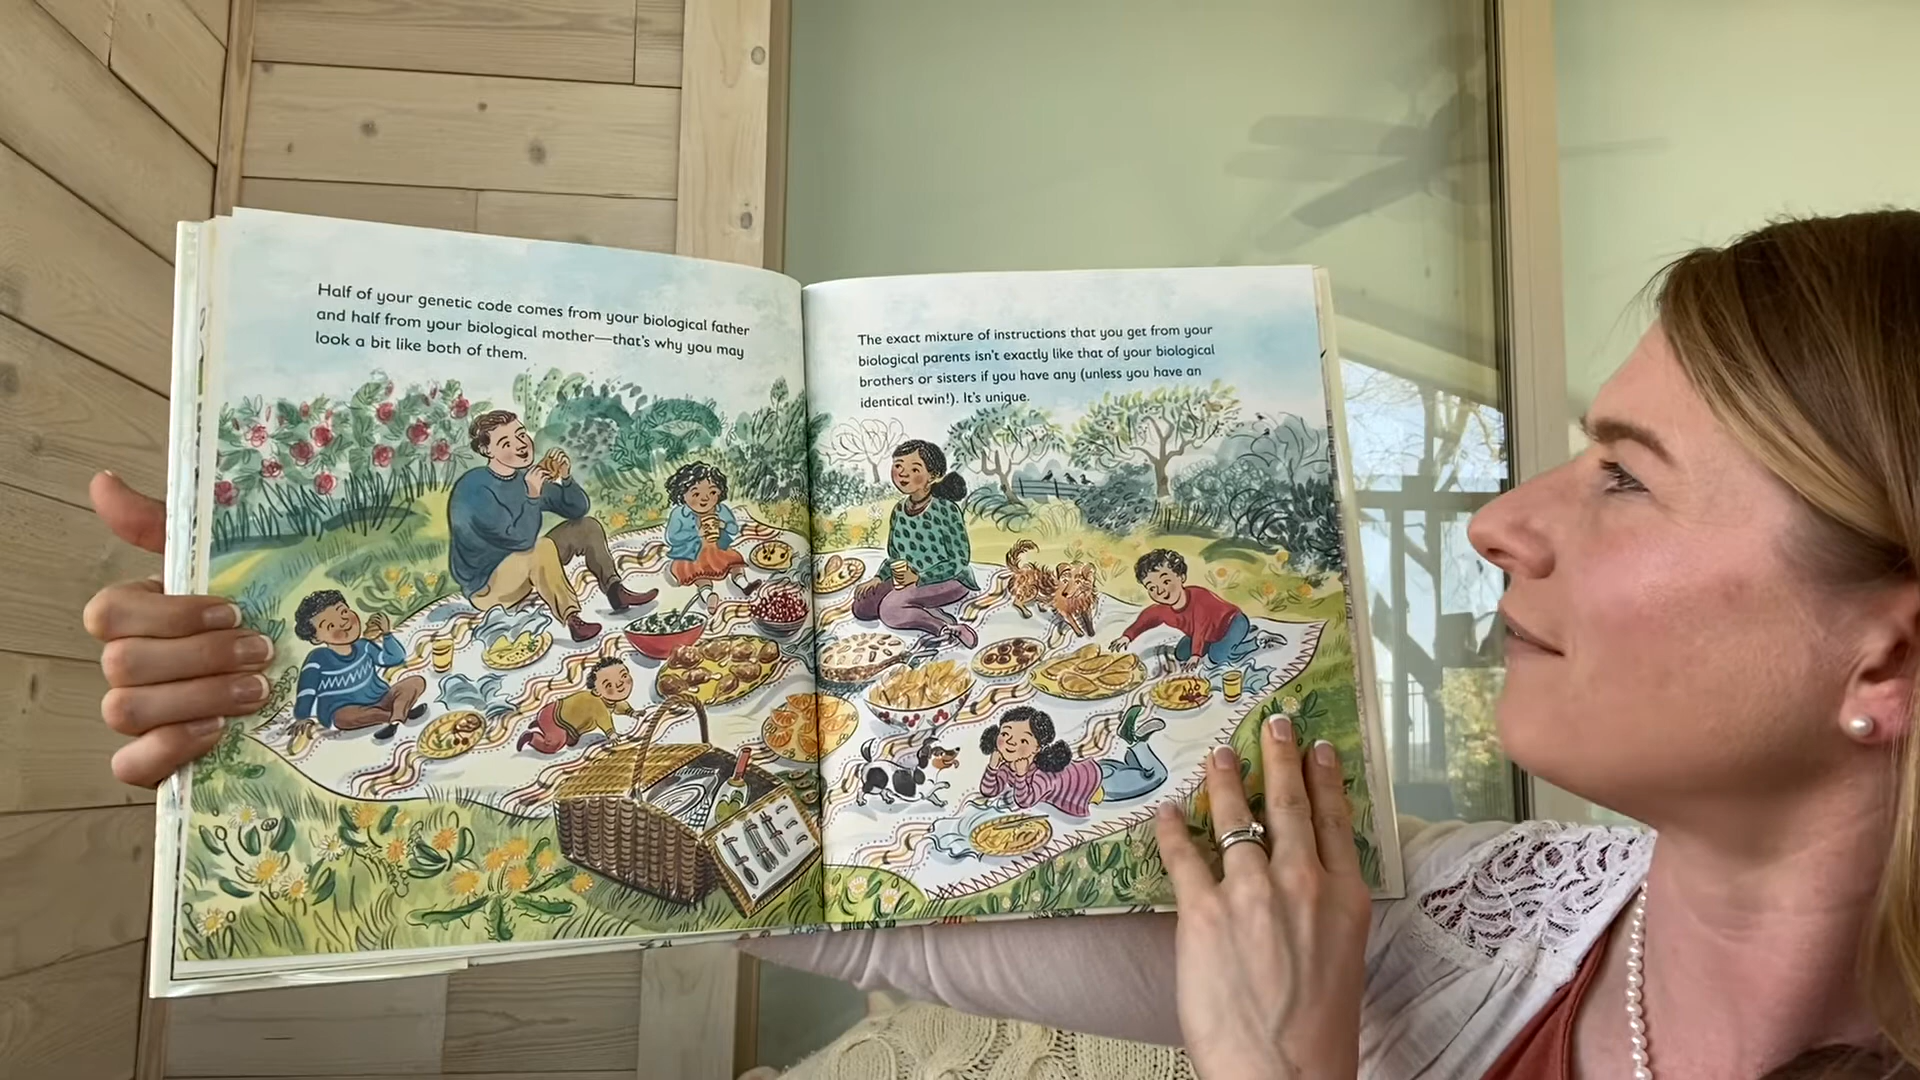 Half of your genetic code comes from your biological father
and half from your biological mother—that's why you may
look a bit like both of them.
The exact mixture of instructions that you get from your
biological parents isn't exactly like that of your biological
brothers or sisters if you have any (unless you have an
identical twin!). It's unique.